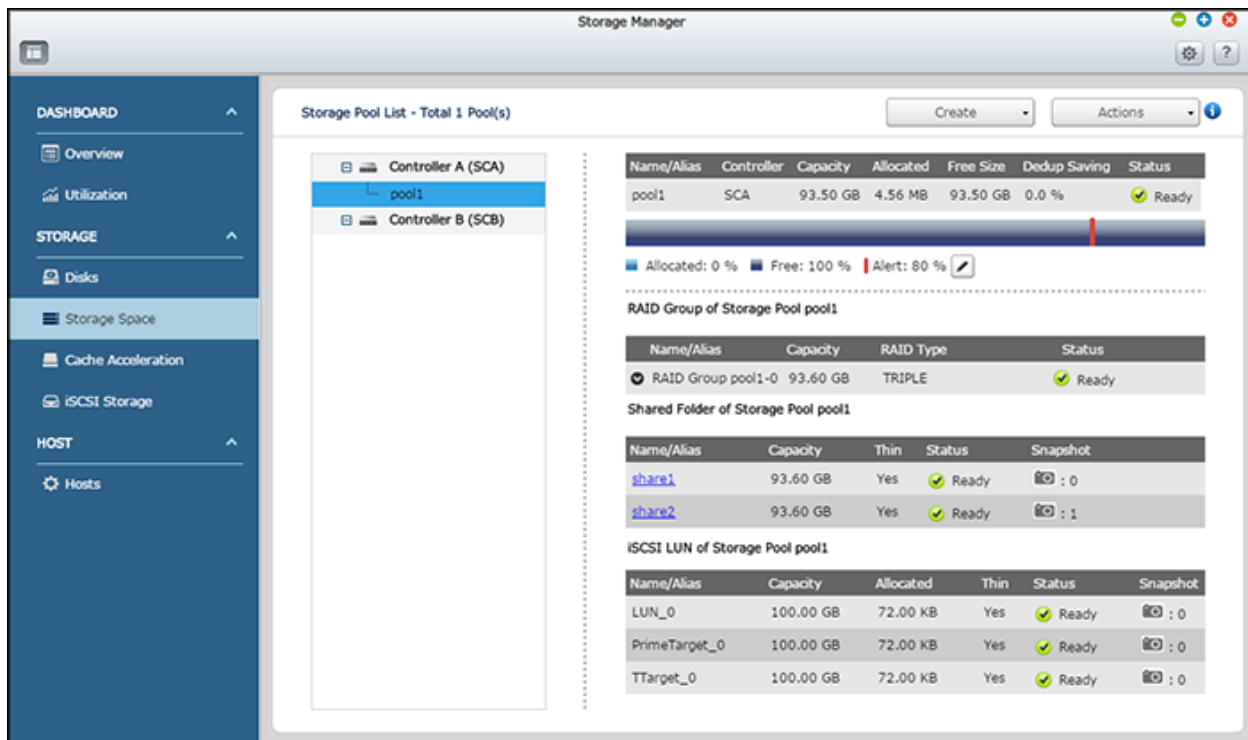 Storage Manager
?
DASHBOARD
Overview
Utilization
STORAGE
Disks
Storage Space
Cache Acceleration
iSCSI Storage
HOST
Hosts
Storage Pool List - Total 1 Pool(s)
Create
Actions
Controller A (SCA)
pool1
Controller B (SCB)
Name/Alias Controller Capacity Allocated Free Size Dedup Saving Status
pool1 SCA 93.50 GB 4.56 MB 93.50 GB 0.0 % Ready
Allocated: 0 % Free: 100 % Alert: 80 %
RAID Group of Storage Pool pool1
Name/Alias Capacity RAID Type Status
RAID Group pool1-0 93.60 GB TRIPLE Ready
Shared Folder of Storage Pool pool1
Name/Alias Capacity Thin Status Snapshot
share1 93.60 GB Yes Ready : 0
share2 93.60 GB Yes Ready : 1
iSCSI LUN of Storage Pool pool1
Name/Alias Capacity Allocated Thin Status Snapshot
LUN_0 100.00 GB 72.00 KB Yes Ready : 0
PrimeTarget_0 100.00 GB 72.00 KB Yes Ready : 0
TTarget_0 100.00 GB 72.00 KB Yes Ready : 0